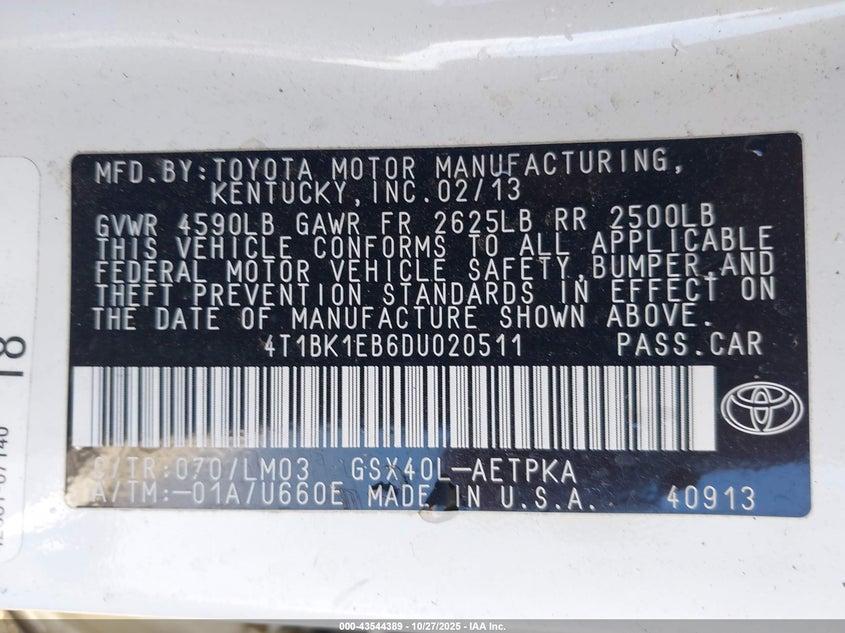 MFD.BY:TOYOTA MOTOR MANUFACTURING,
KENTUCKY,INC.02/13
GVWR 4590LB GAWR FR 2625LB RR 2500LB
THIS VEHICLE CONFORMS TO ALL APPLICABLE
FEDERAL MOTOR VEHICLE SAFETY,BUMPER,AND
THEFT PREVENTION STANDARDS IN EFFECT ON
THE DATE OF MANUFACTURE SHOWN ABOVE.
4T1BK1EB6DU020511 PASS.CAR
C/TR:070/LM03 GSX40L-AETPKA
A/TM:-01A/U660E MADE IN U.S.A. 40913
18
000-43544389 | 10/27/2025 — IAA Inc.